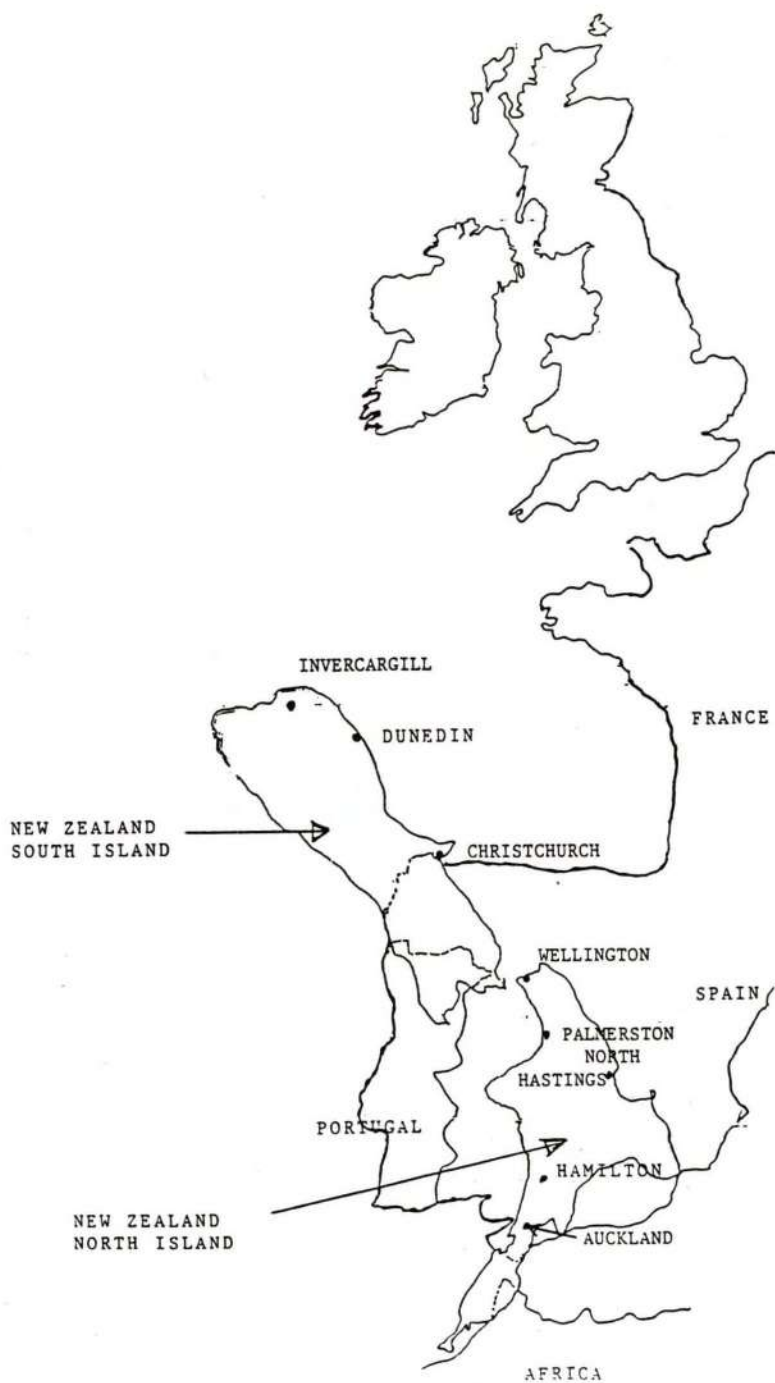 INVERCARGILL
FRANCE
DUNEDIN
NEW ZEALAND
SOUTH ISLAND
CHRISTCHURCH
WELLINGTON
SPAIN
PALMERSTON
NORTH
HASTINGS
PORTUGAL
HAMILTON
NEW ZEALAND
NORTH ISLAND
AUCKLAND
AFRICA